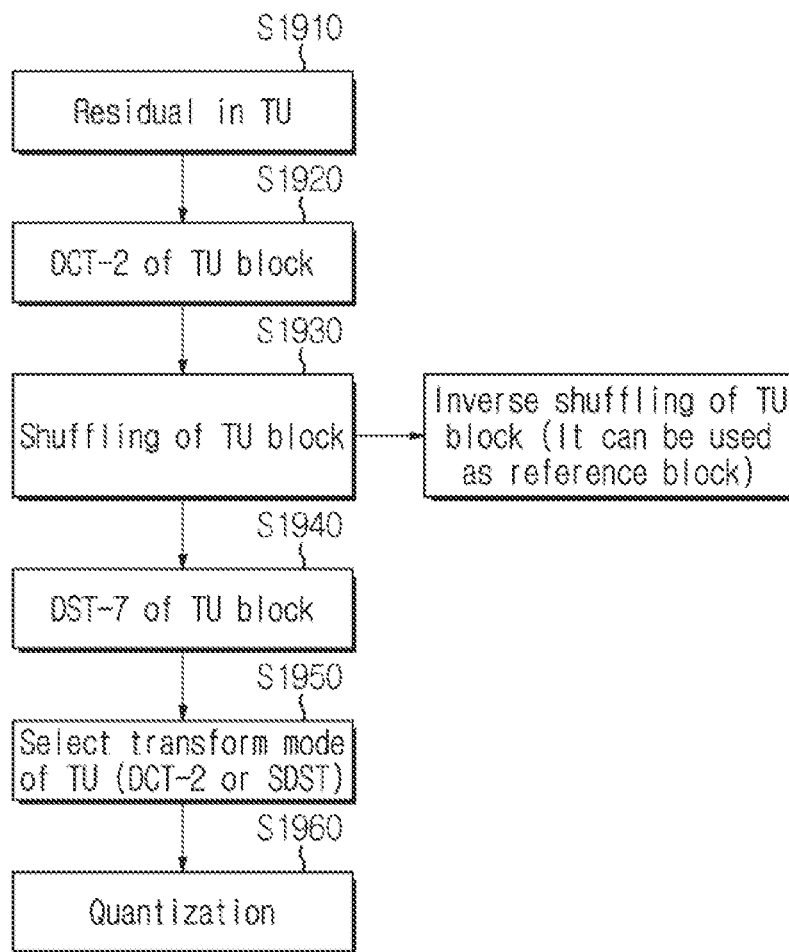 S1910
Residual in TU
S1920
DCT-2 of TU block
S1930
Shuffling of TU block
Inverse shuffling of TU
block (It can be used
as reference block)
S1940
DST-7 of TU block
S1950
Select transform mode
of TU (DCT-2 or SDST)
S1960
Quantization